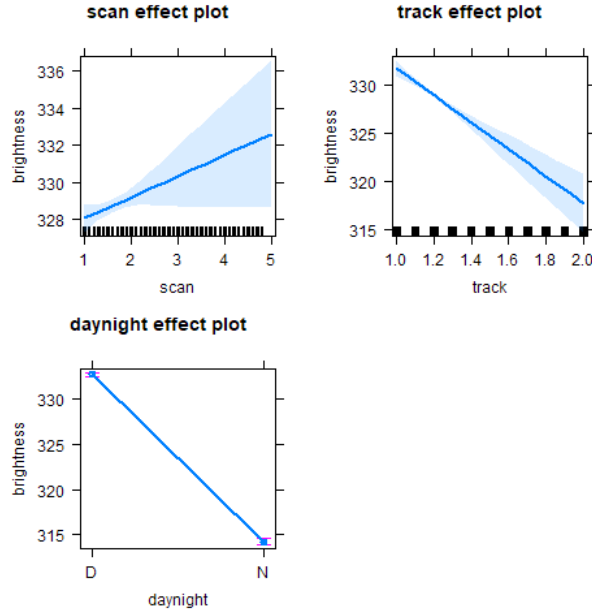 scan effect plot
336
334
332
330
328
brightness
1 2 3 4 5
scan
track effect plot
330
325
320
315
brightness
1.0 1.2 1.4 1.6 1.8 2.0
track
daynight effect plot
330
325
320
315
brightness
D N
daynight